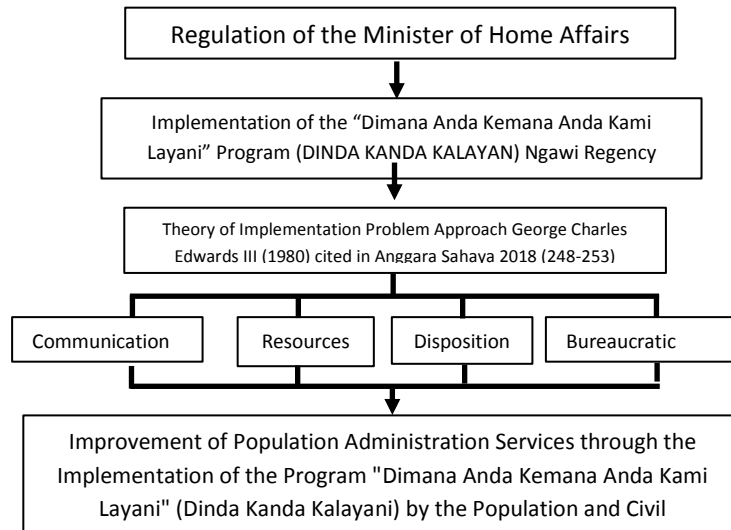 Regulation of the Minister of Home Affairs
Implementation of the “Dimana Anda Kemana Anda Kami
Layani” Program (DINDA KANDA KALAYAN) Ngawi Regency
Theory of Implementation Problem Approach George Charles
Edwards III (1980) cited in Anggara Sahaya 2018 (248-253)
Communication
Resources
Disposition
Bureaucratic
Improvement of Population Administration Services through the
Implementation of the Program "Dimana Anda Kemana Anda Kami
Layani" (Dinda Kanda Kalayani) by the Population and Civil